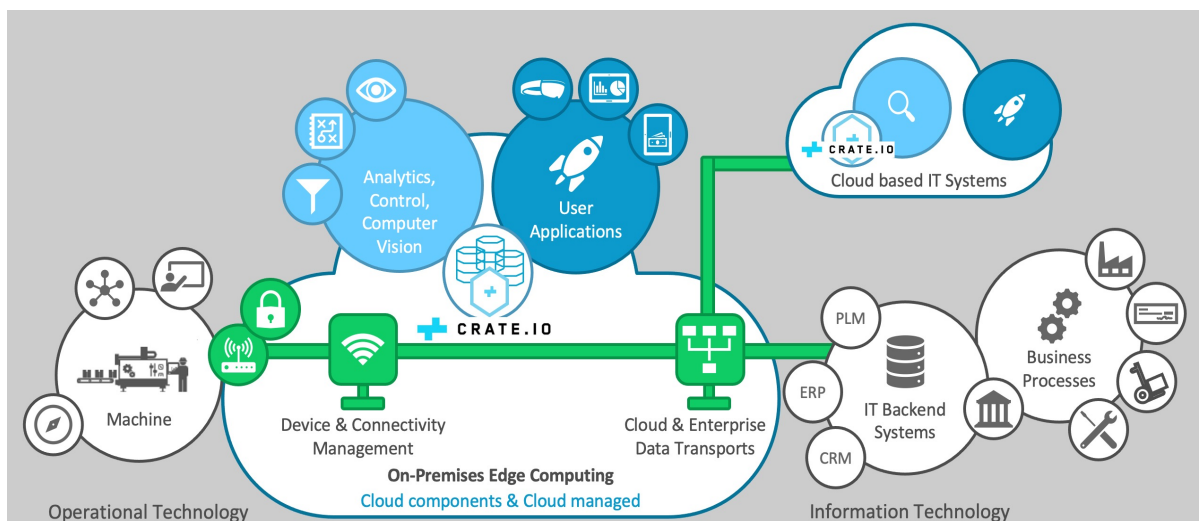 Analytics,
Control,
Computer
Vision
User
Applications
CRATE.IO
Cloud based IT Systems
CRATE.IO
Machine
Device & Connectivity
Management
Cloud & Enterprise
Data Transports
PLM
ERP
CRM
IT Backend
Systems
Business
Processes
On-Premises Edge Computing
Cloud components & Cloud managed
Operational Technology
Information Technology